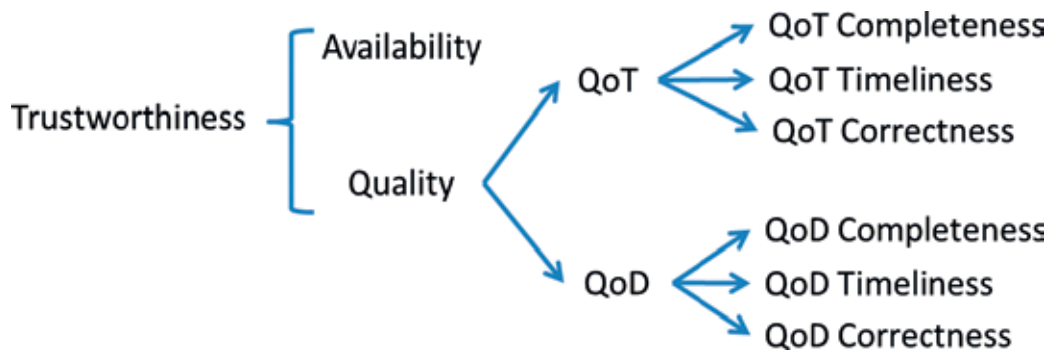 Trustworthiness
Availability
Quality
QoT
QoT Completeness
QoT Timeliness
QoT Correctness
QoD
QoD Completeness
QoD Timeliness
QoD Correctness